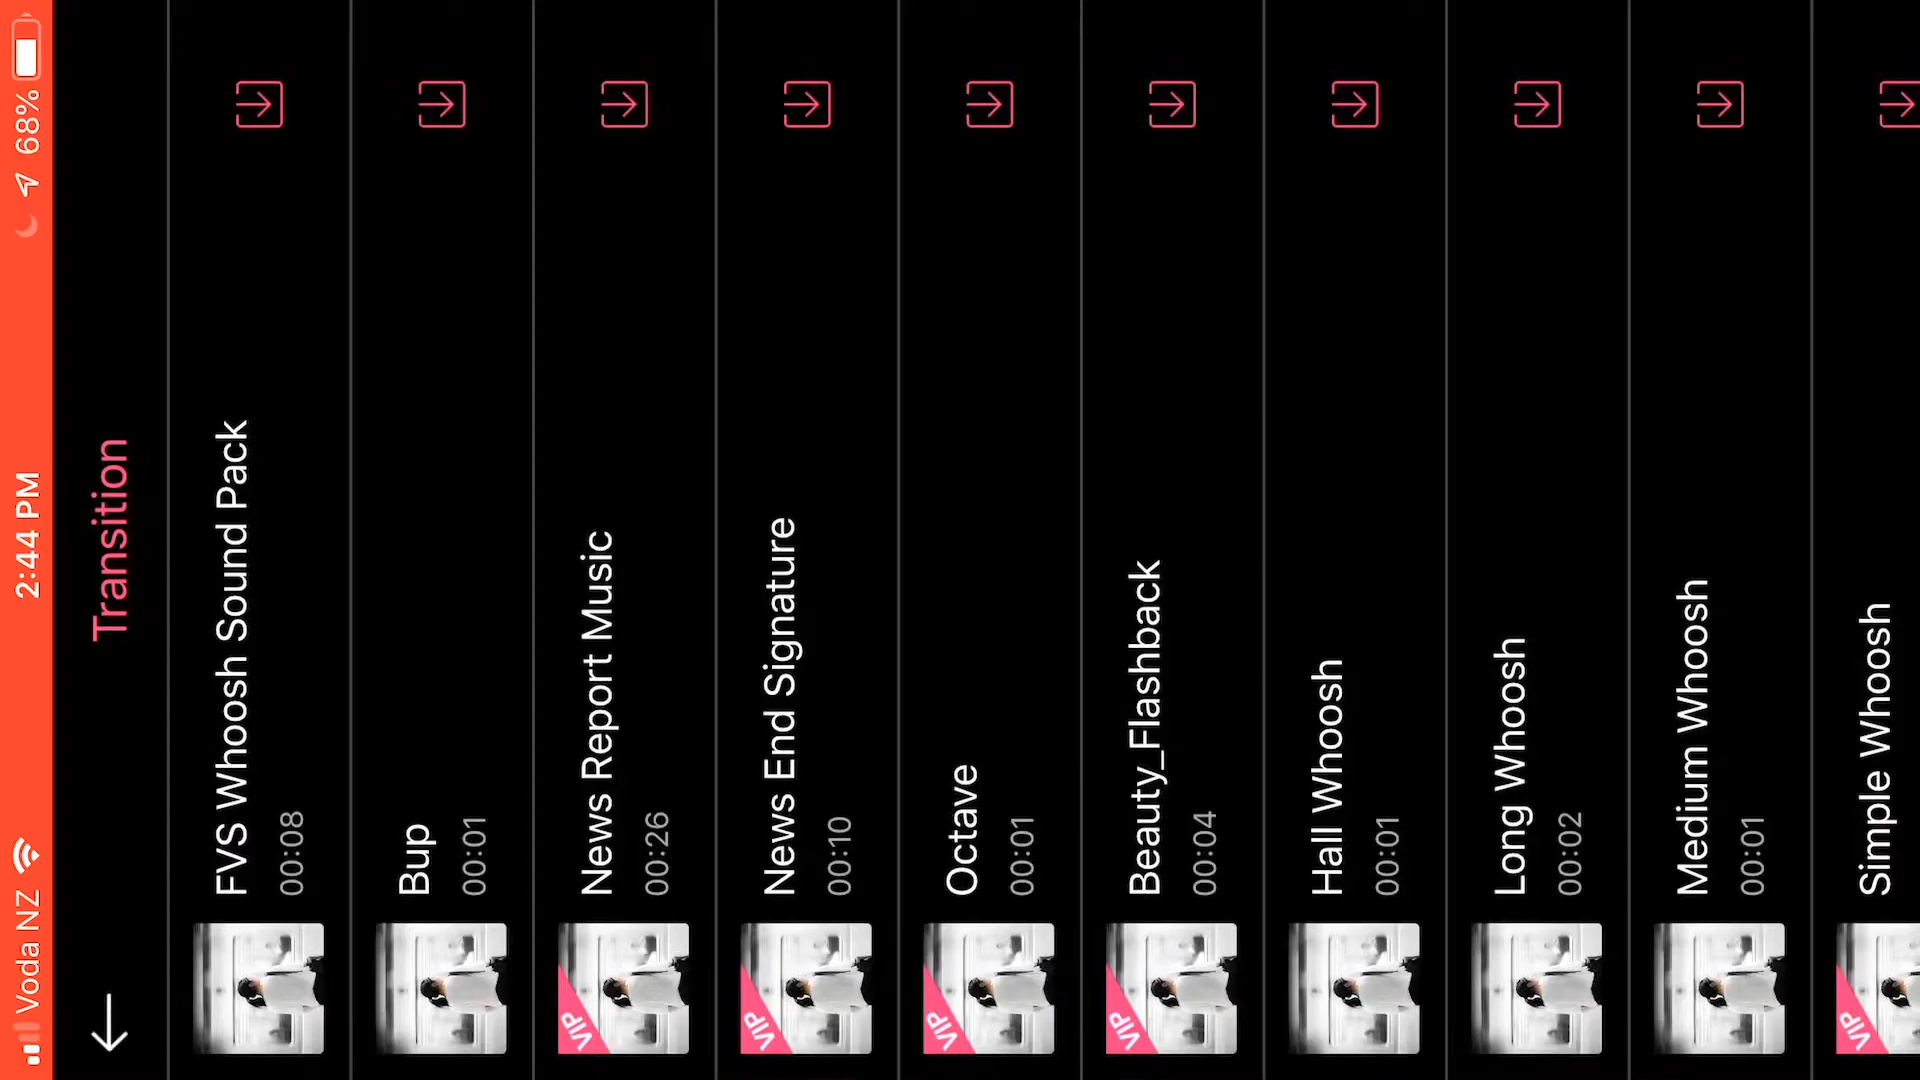 Voda NZ
2:44 PM
68%
Transition
FVS Whoosh Sound Pack
00:08
Bup
00:01
VIP
News Report Music
00:26
VIP
News End Signature
00:10
VIP
Octave
00:01
VIP
Beauty_Flashback
00:04
Hall Whoosh
00:01
Long Whoosh
00:02
Medium Whoosh
00:01
VIP
Simple Whoosh